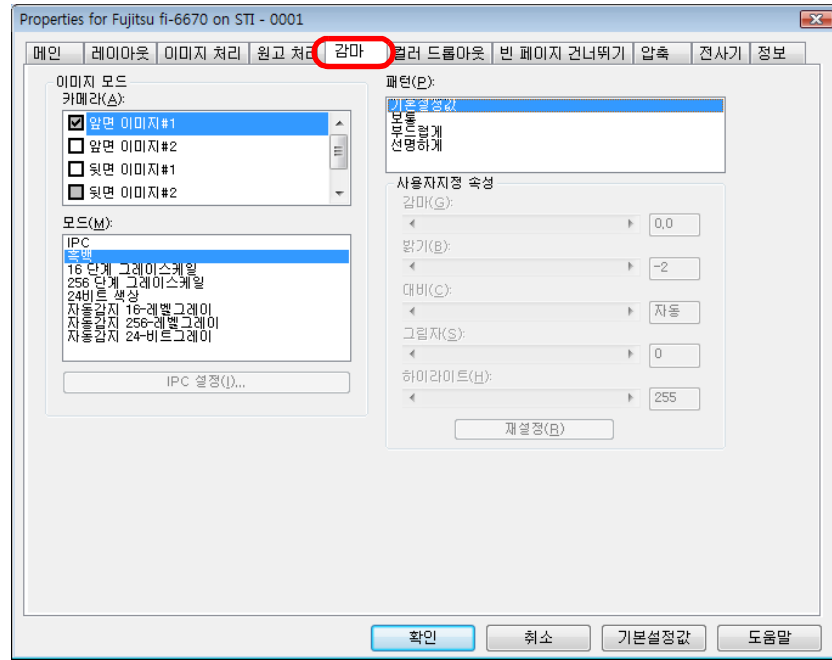 Properties for Fujitsu fi-6670 on STI - 0001
메인 레이아웃 이미지 처리 원고 처리 감마 컬러 드롭아웃 빈 페이지 건너뛰기 압축 전사기 정보
이미지 모드
카메라(A):
앞면 이미지#1
앞면 이미지#2
뒷면 이미지#1
뒷면 이미지#2
모드(M):
IPC
흑백
16 단계 그레이스케일
256 단계 그레이스케일
24비트 색상
자동감지 16-레벨그레이
자동감지 256-레벨그레이
자동감지 24-비트그레이
IPC 설정(I)...
패턴(P):
기본설정값
보통
부드럽게
선명하게
사용자지정 속성
감마(G):
0,0
밝기(B):
-2
대비(C):
자동
그림자(S):
0
하이라이트(H):
255
재설정(R)
확인 취소 기본설정값 도움말